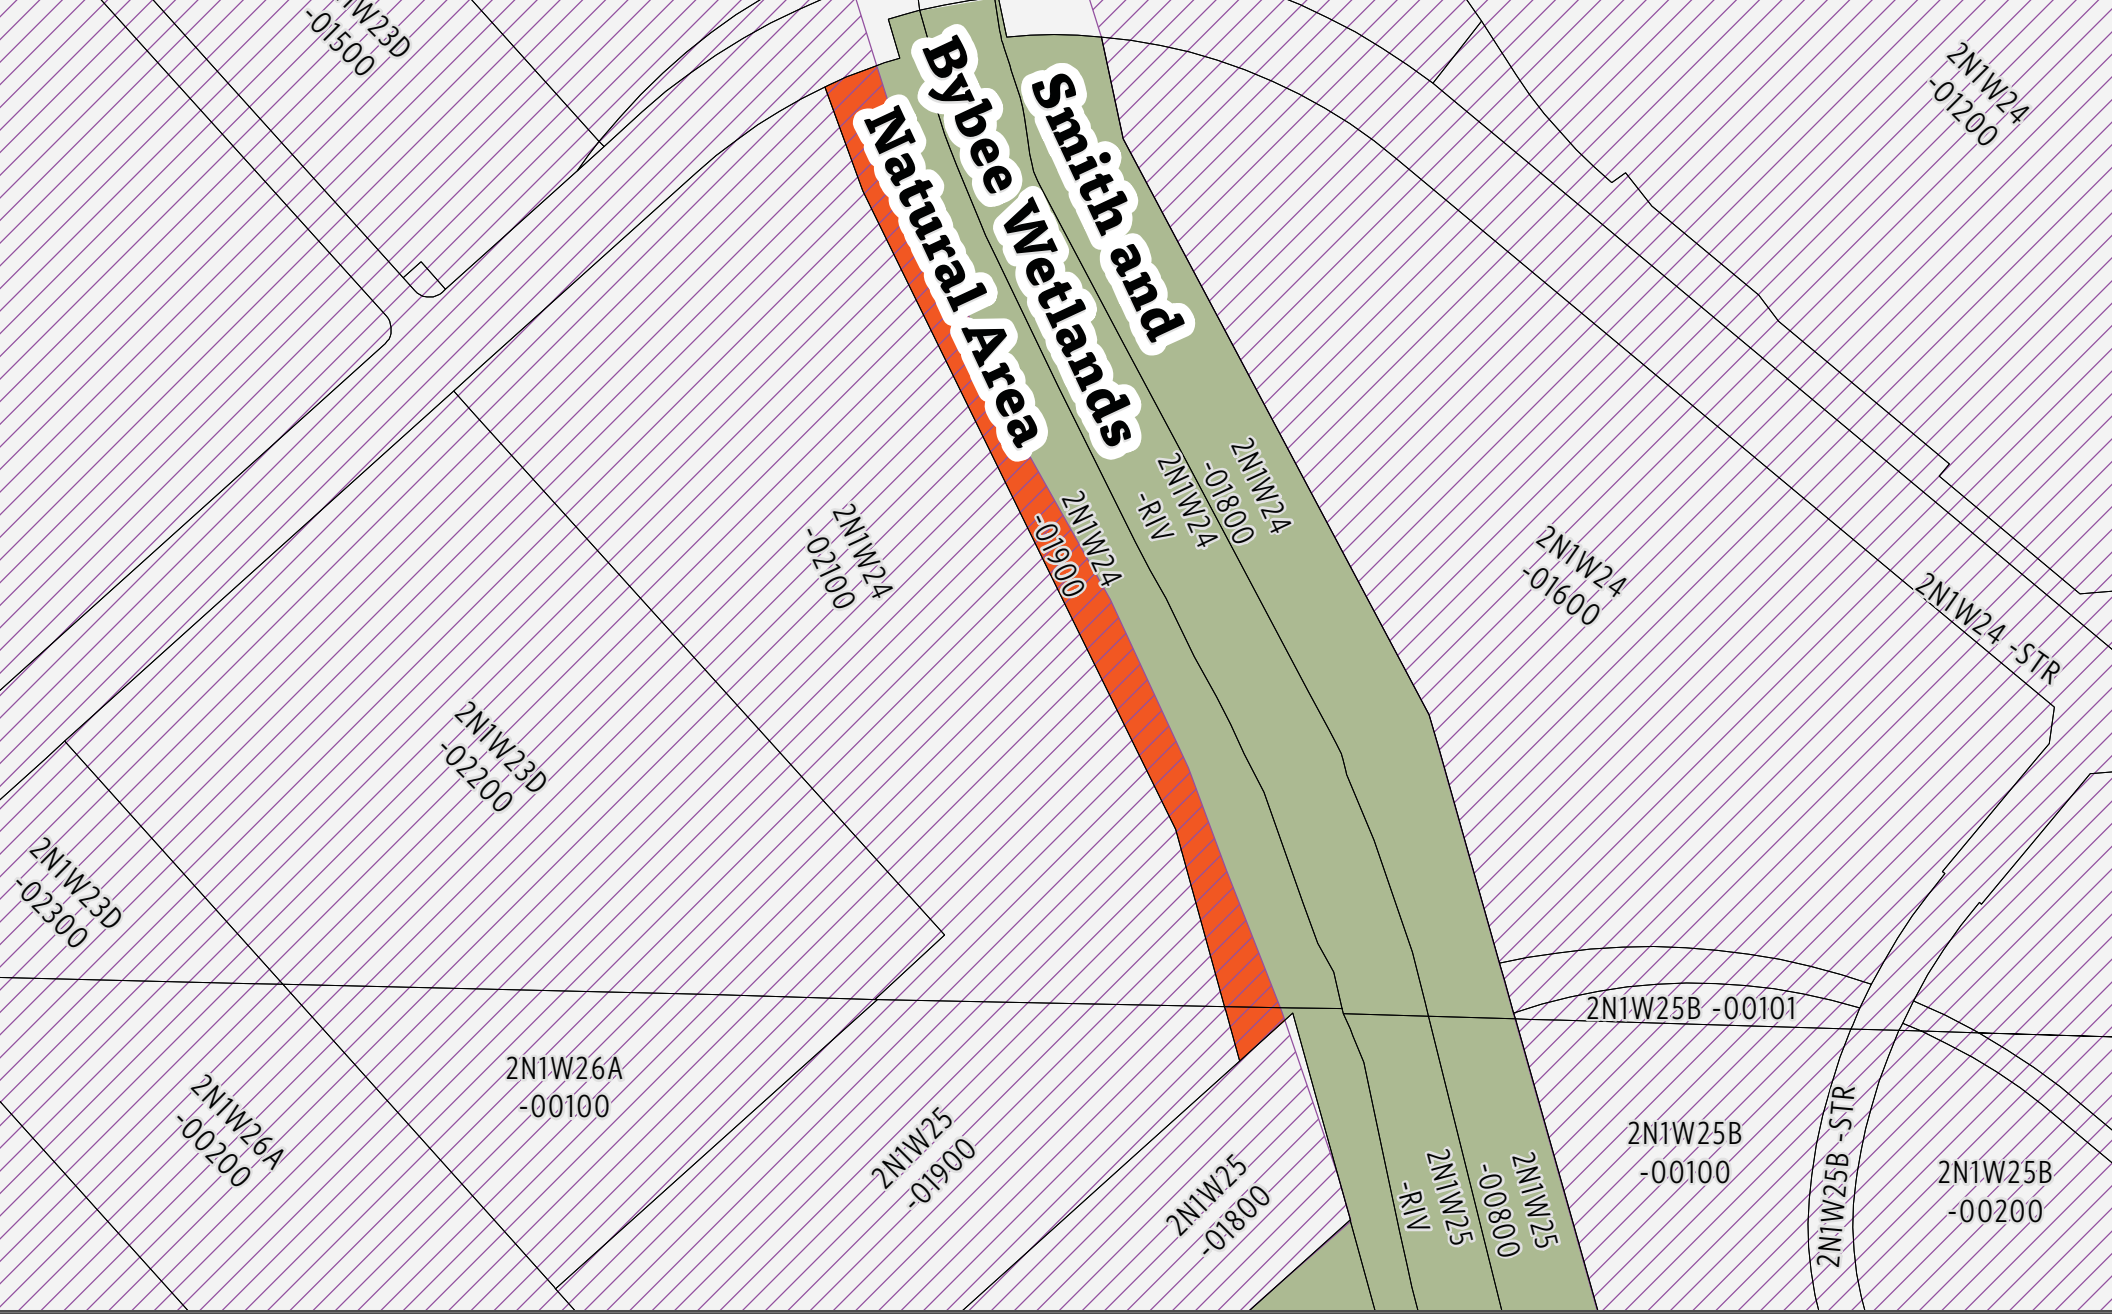 2N1W23D
-01500
2N1W24
-01200
Smith and
Bybee Wetlands
Natural Area
2N1W24
-01800
2N1W24
-RIV
2N1W24
-01900
2N1W24
-02100
2N1W24
-01600
2N1W24 -STR
2N1W23D
-02200
2N1W23D
-02300
2N1W25B -00101
2N1W26A
-00100
2N1W26A
-00200
2N1W25
-01900
2N1W25
-01800
2N1W25
-RIV
2N1W25
-00800
2N1W25B
-00100
2N1W25B -STR
2N1W25B
-00200